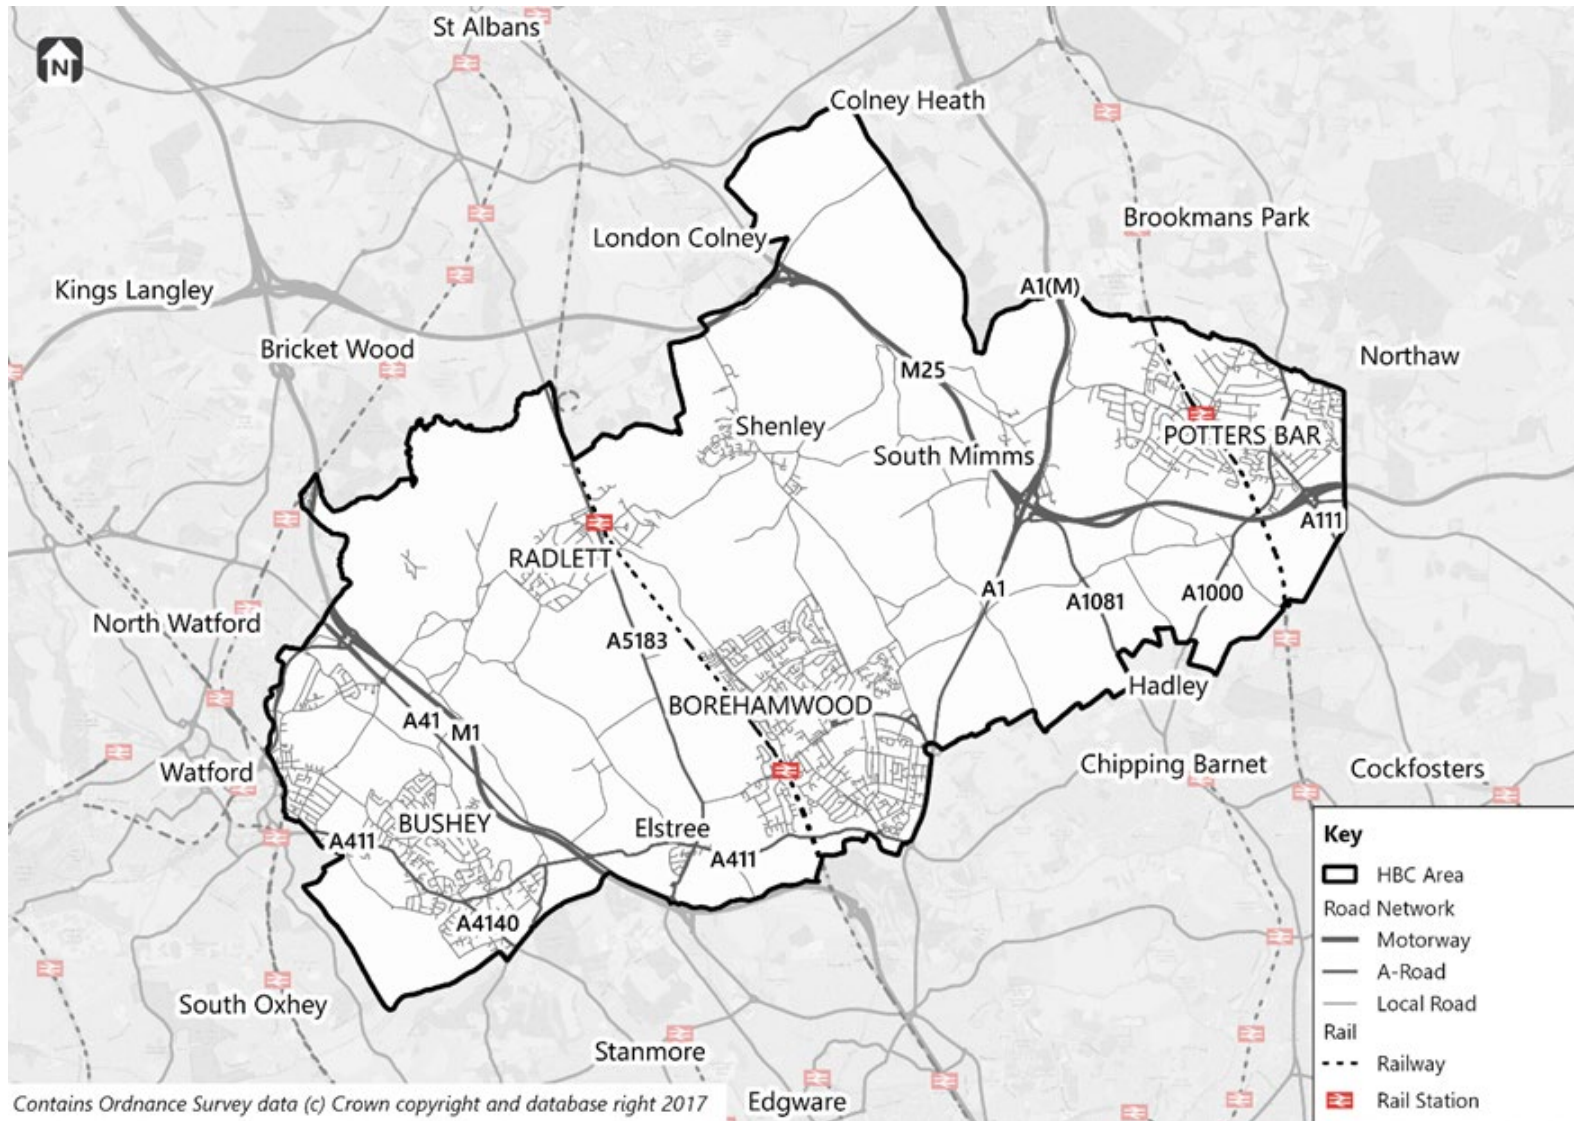 St Albans
N
Colney Heath
Brookmans Park
London Colney
Kings Langley
A1(M)
Bricket Wood
Northaw
M25
Shenley
POTTERS BAR
South Mimms
A111
RADLETT
A1
A1081
A1000
North Watford
A5183
Hadley
BOREHAMWOOD
A41
M1
Watford
Chipping Barnet
Cockfosters
BUSHEY
Elstree
A411
A411
A4140
South Oxhey
Stanmore
Edgware
Key
HBC Area
Road Network
Motorway
A-Road
Local Road
Rail
Railway
Rail Station
Contains Ordnance Survey data (c) Crown copyright and database right 2017